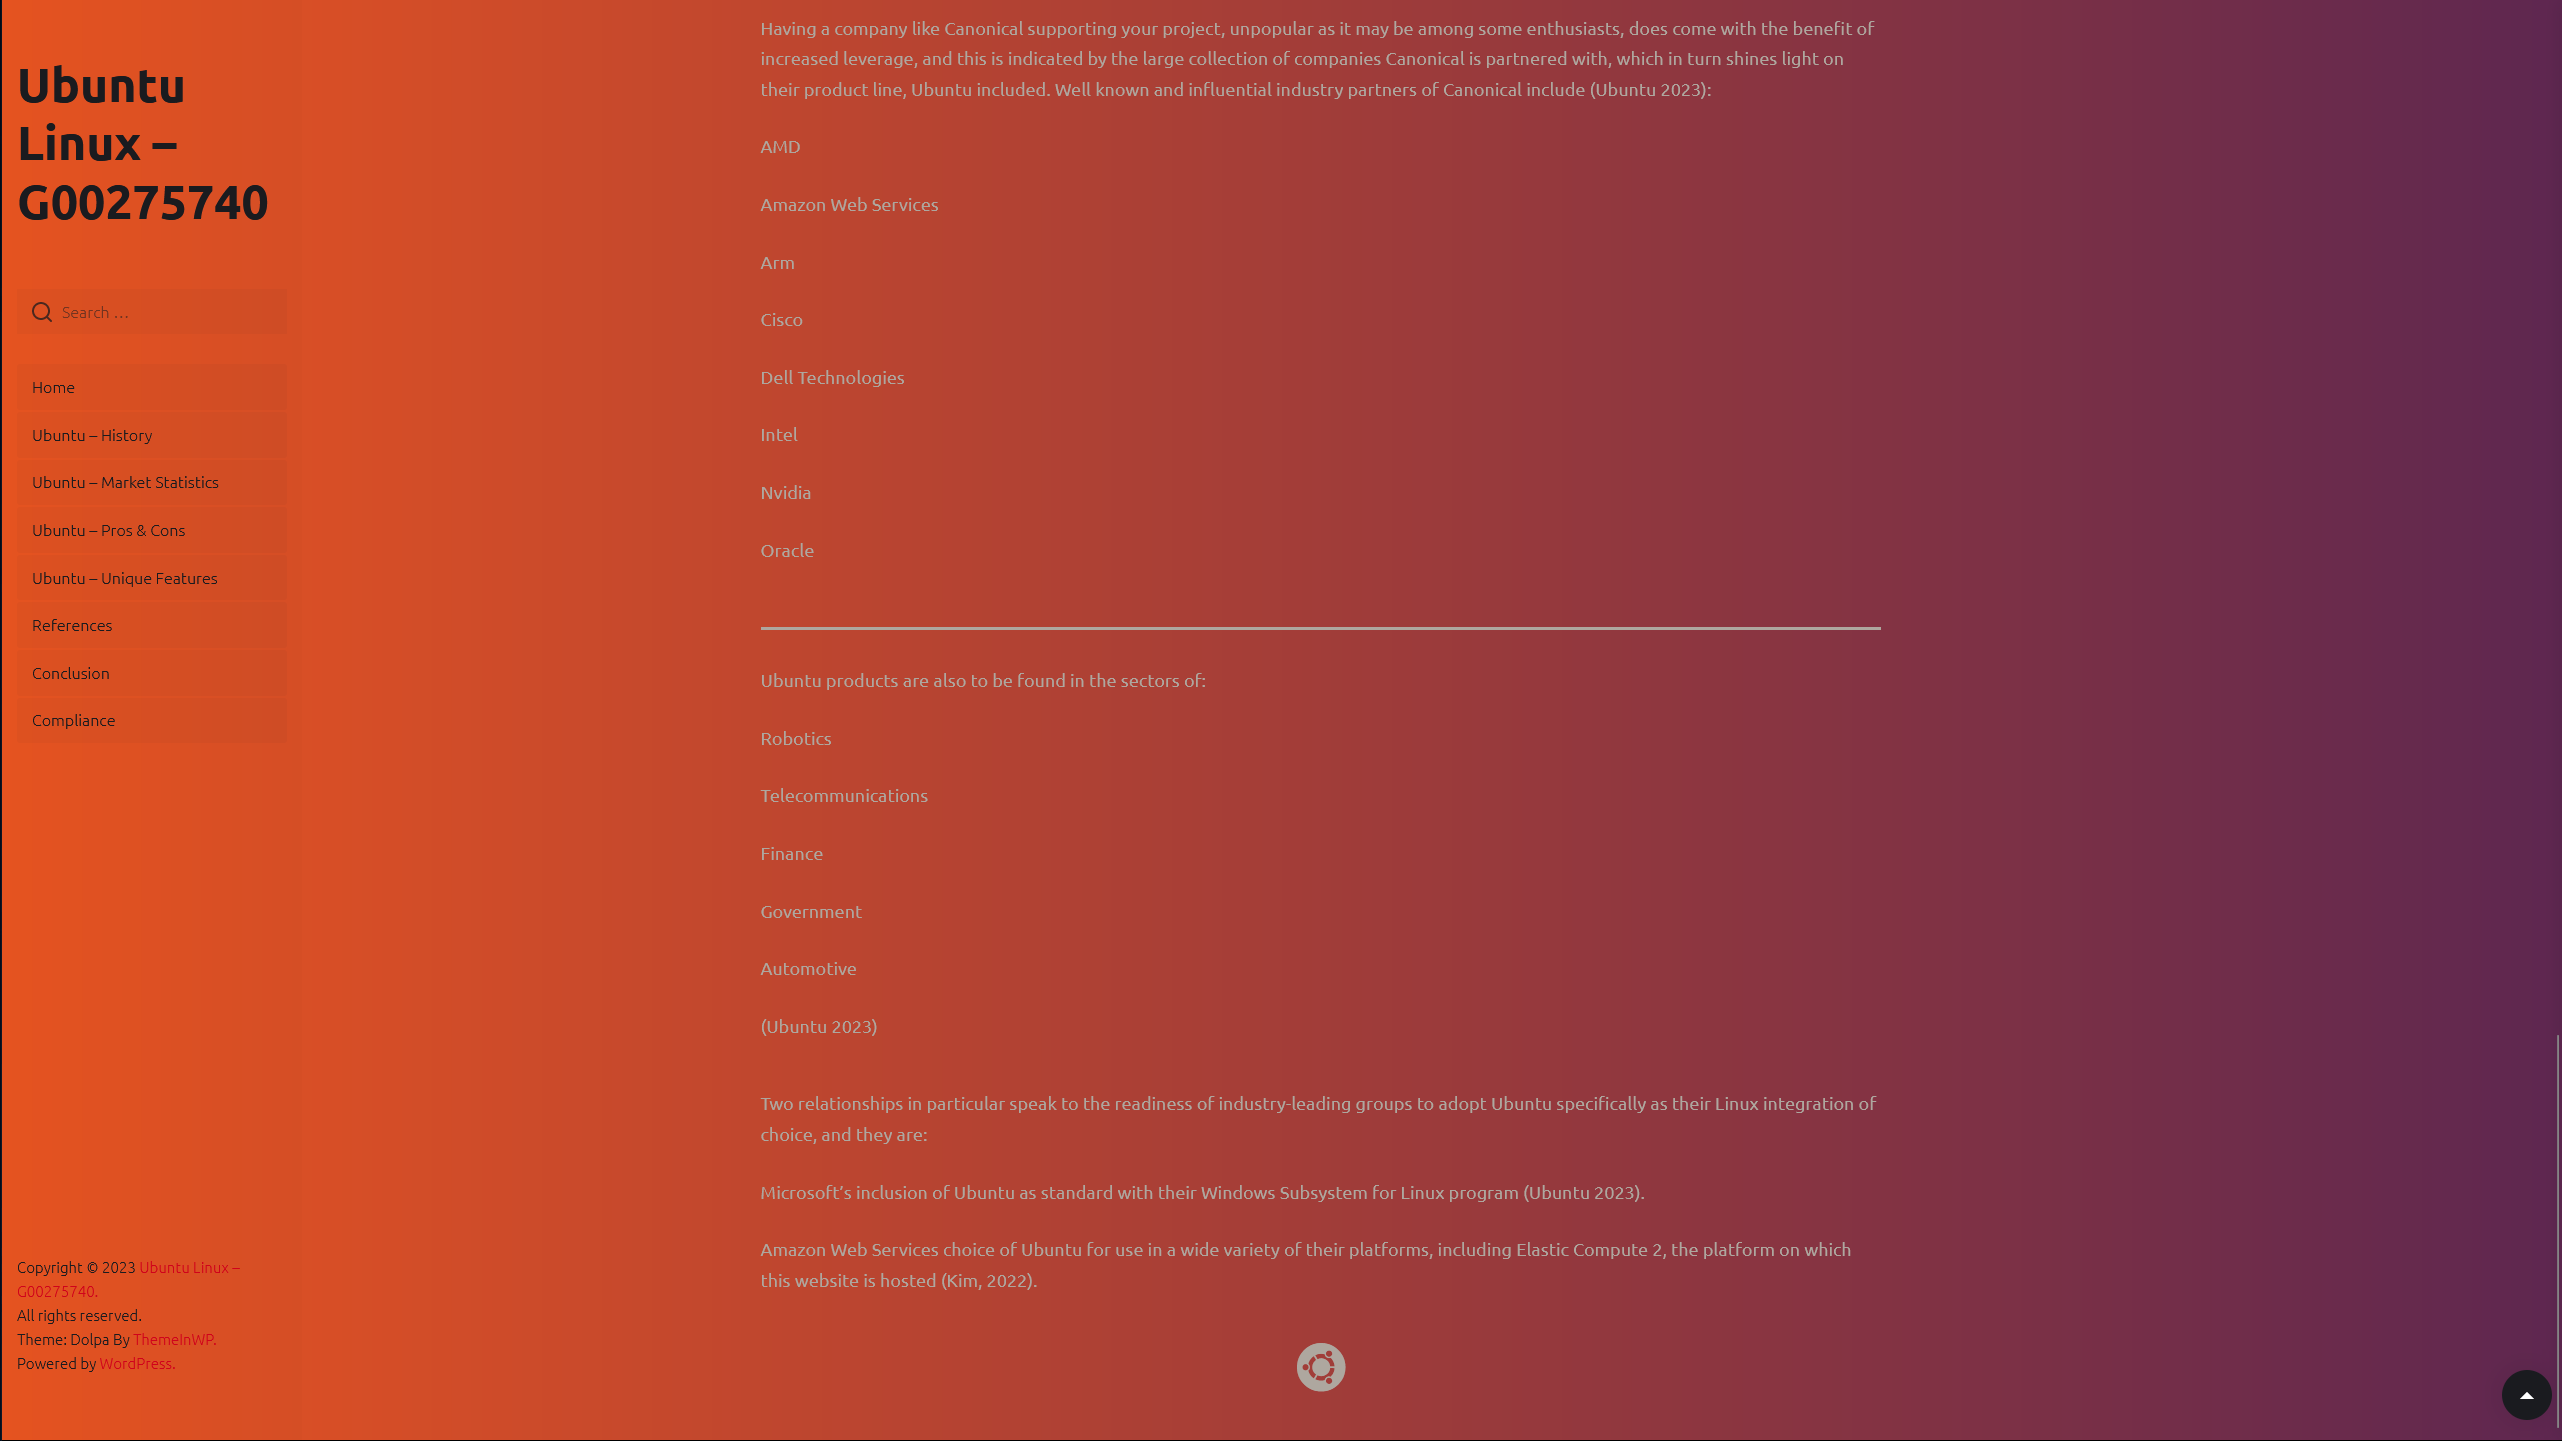 Ubuntu
Linux –
G00275740
Search …
Home
Ubuntu – History
Ubuntu – Market Statistics
Ubuntu – Pros & Cons
Ubuntu – Unique Features
References
Conclusion
Compliance
Copyright © 2023 Ubuntu Linux –
G00275740.
All rights reserved.
Theme: Dolpa By ThemeInWP.
Powered by WordPress.
Having a company like Canonical supporting your project, unpopular as it may be among some enthusiasts, does come with the benefit of
increased leverage, and this is indicated by the large collection of companies Canonical is partnered with, which in turn shines light on
their product line, Ubuntu included. Well known and influential industry partners of Canonical include (Ubuntu 2023):
AMD
Amazon Web Services
Arm
Cisco
Dell Technologies
Intel
Nvidia
Oracle
Ubuntu products are also to be found in the sectors of:
Robotics
Telecommunications
Finance
Government
Automotive
(Ubuntu 2023)
Two relationships in particular speak to the readiness of industry-leading groups to adopt Ubuntu specifically as their Linux integration of
choice, and they are:
Microsoft’s inclusion of Ubuntu as standard with their Windows Subsystem for Linux program (Ubuntu 2023).
Amazon Web Services choice of Ubuntu for use in a wide variety of their platforms, including Elastic Compute 2, the platform on which
this website is hosted (Kim, 2022).